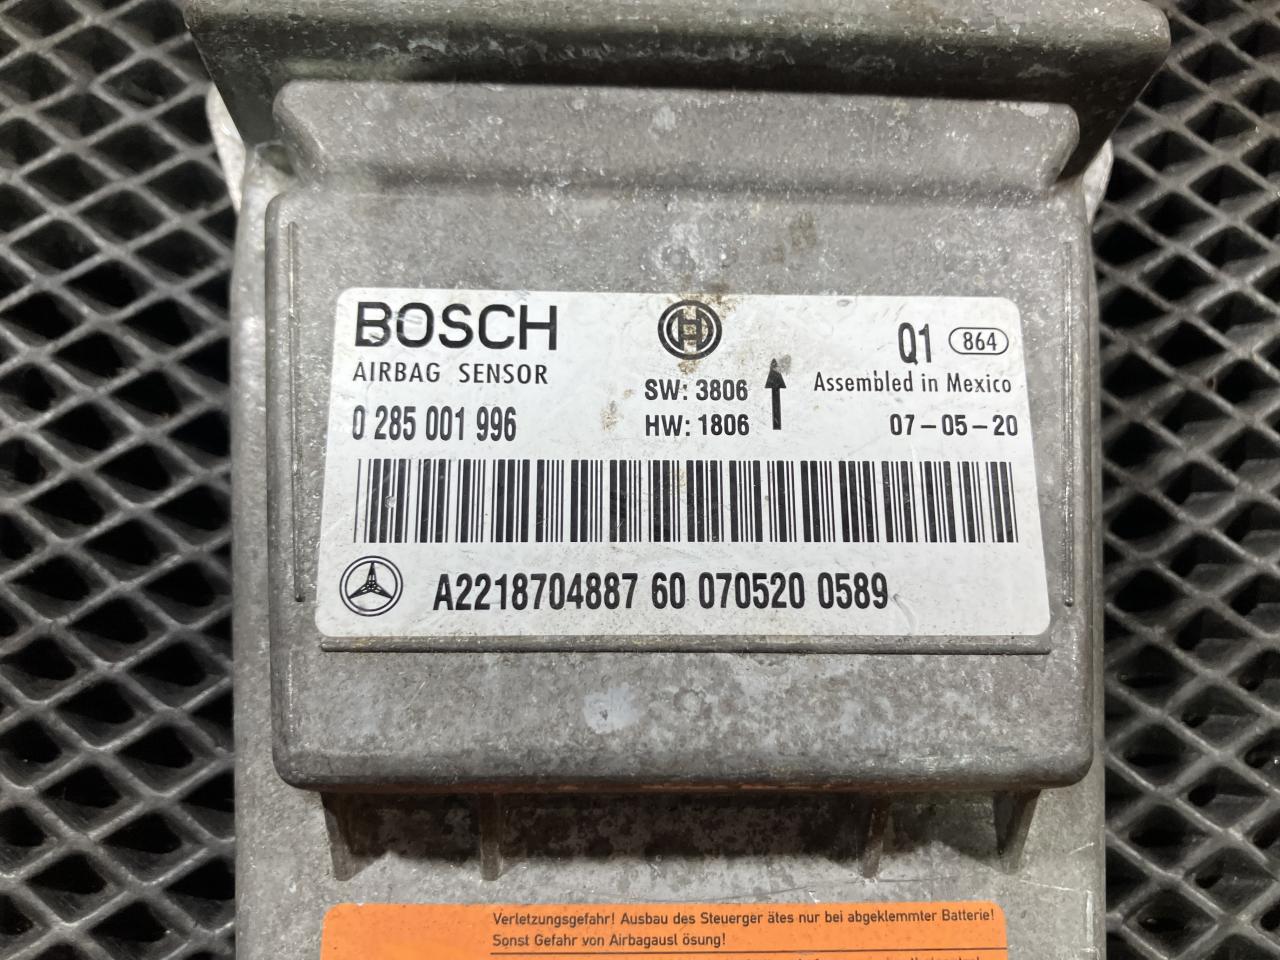 BOSCH
AIRBAG SENSOR
0 285 001 996
SW: 3806
HW: 1806
Q1 864
Assembled in Mexico
07-05-20
A2218704887 60 070520 0589
Verletzungsgefahr! Ausbau des Steuerger ätes nur bei abgeklemmter Batterie!
Sonst Gefahr von Airbagausl ösung!